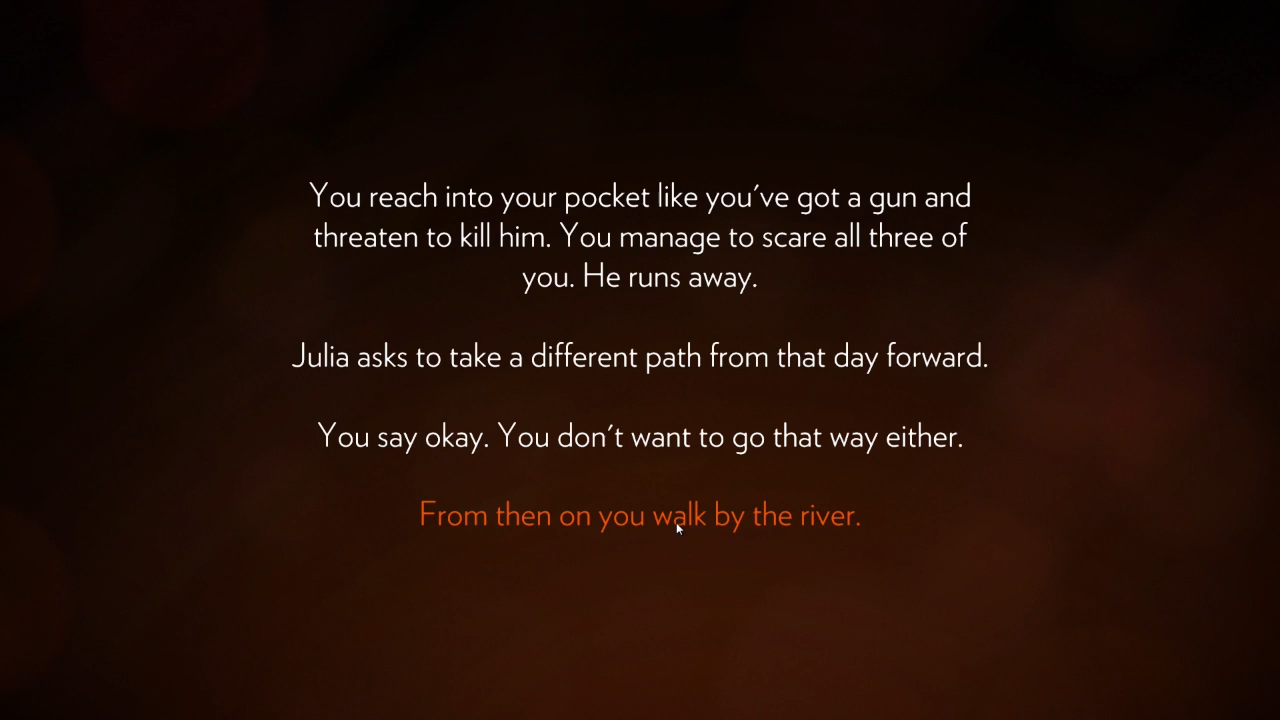 You reach into your pocket like you've got a gun and
threaten to kill him. You manage to scare all three of
you. He runs away.
Julia asks to take a different path from that day forward.
You say okay. You don't want to go that way either.
From then on you walk by the river.